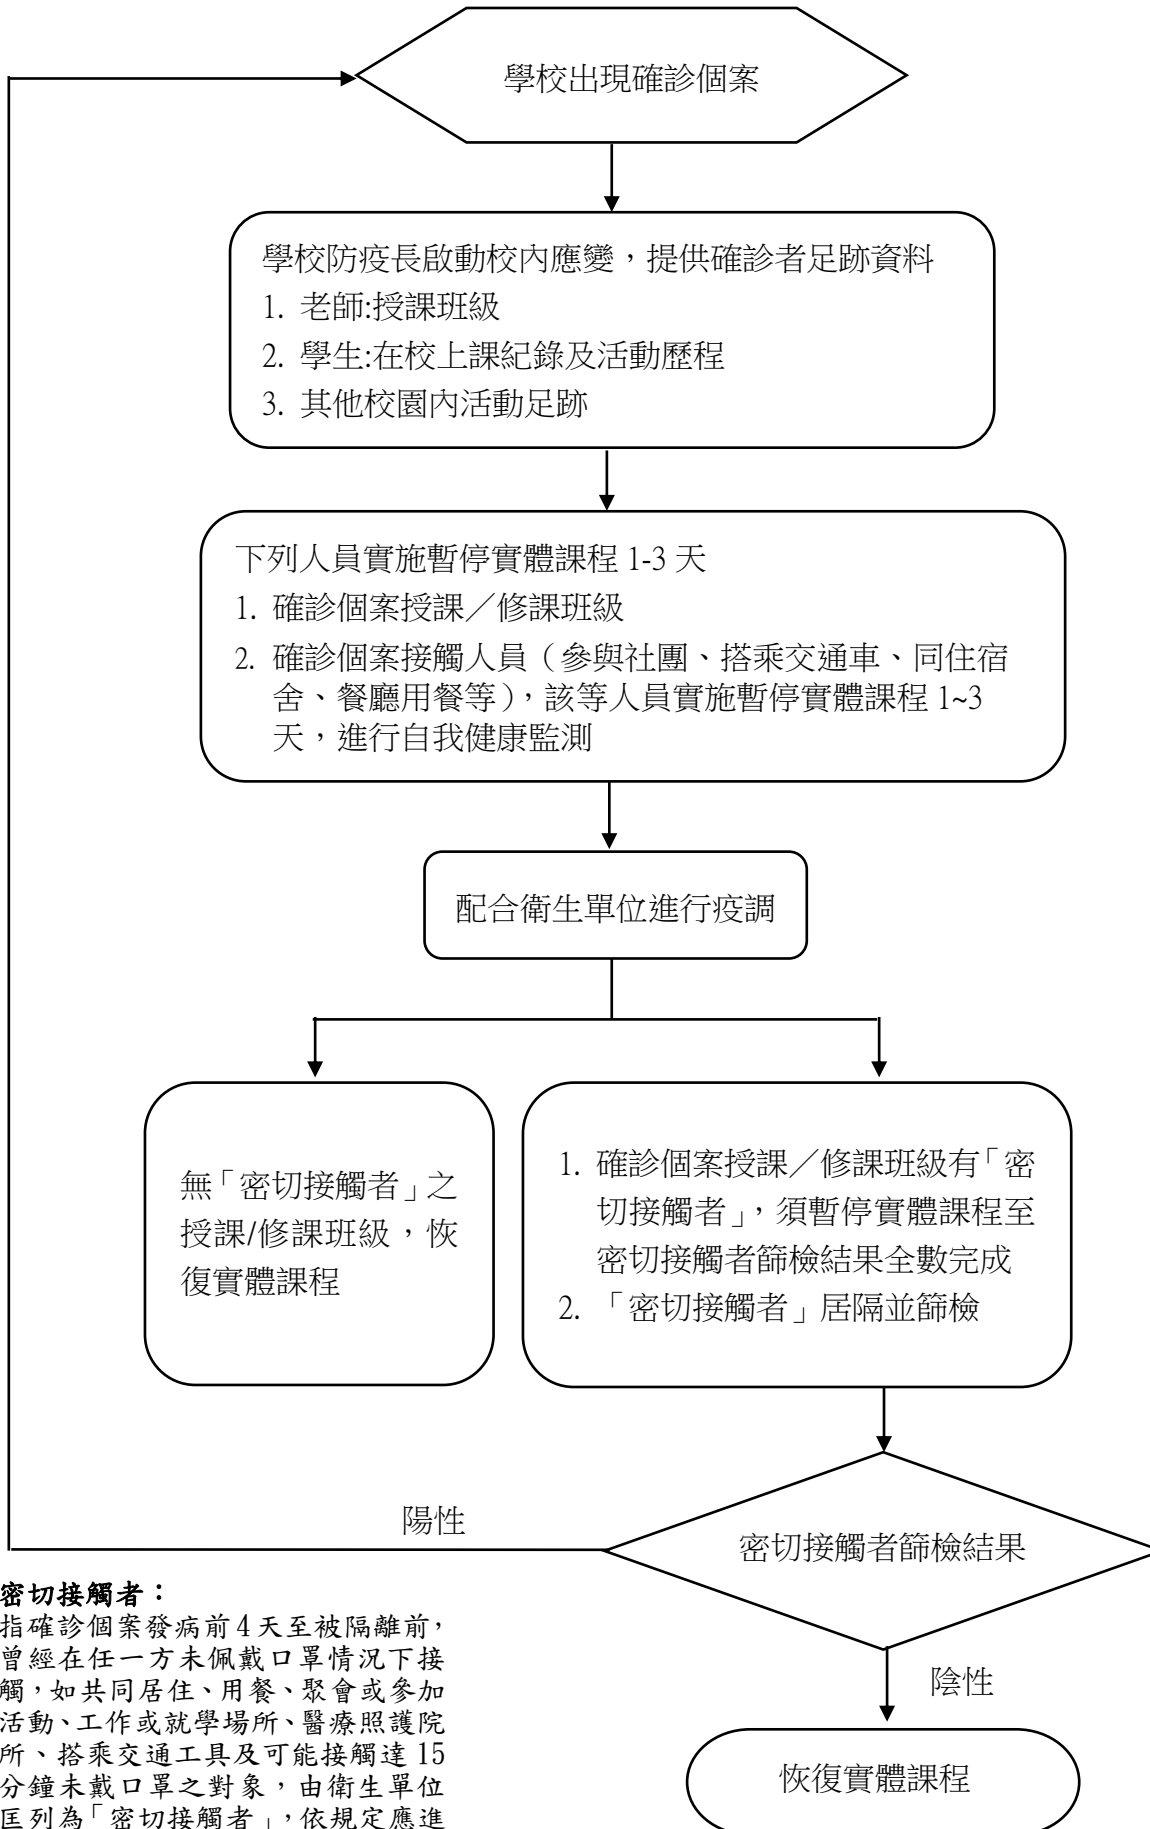 學校出現確診個案
學校防疫長啟動校內應變，提供確診者足跡資料
1. 老師:授課班級
2. 學生:在校上課紀錄及活動歷程
3. 其他校園內活動足跡
下列人員實施暫停實體課程 1-3 天
1. 確診個案授課／修課班級
2. 確診個案接觸人員（參與社團、搭乘交通車、同住宿
舍、餐廳用餐等），該等人員實施暫停實體課程 1~3
天，進行自我健康監測
配合衛生單位進行疫調
無「密切接觸者」之
授課/修課班級，恢
復實體課程
1. 確診個案授課／修課班級有「密
切接觸者」，須暫停實體課程至
密切接觸者篩檢結果全數完成
2. 「密切接觸者」居隔並篩檢
陽性
密切接觸者篩檢結果
陰性
恢復實體課程
密切接觸者：
指確診個案發病前 4 天至被隔離前，
曾經在任一方未佩戴口罩情況下接
觸，如共同居住、用餐、聚會或參加
活動、工作或就學場所、醫療照護院
所、搭乘交通工具及可能接觸達 15
分鐘未戴口罩之對象，由衛生單位
匡列為「密切接觸者」，依規定應進